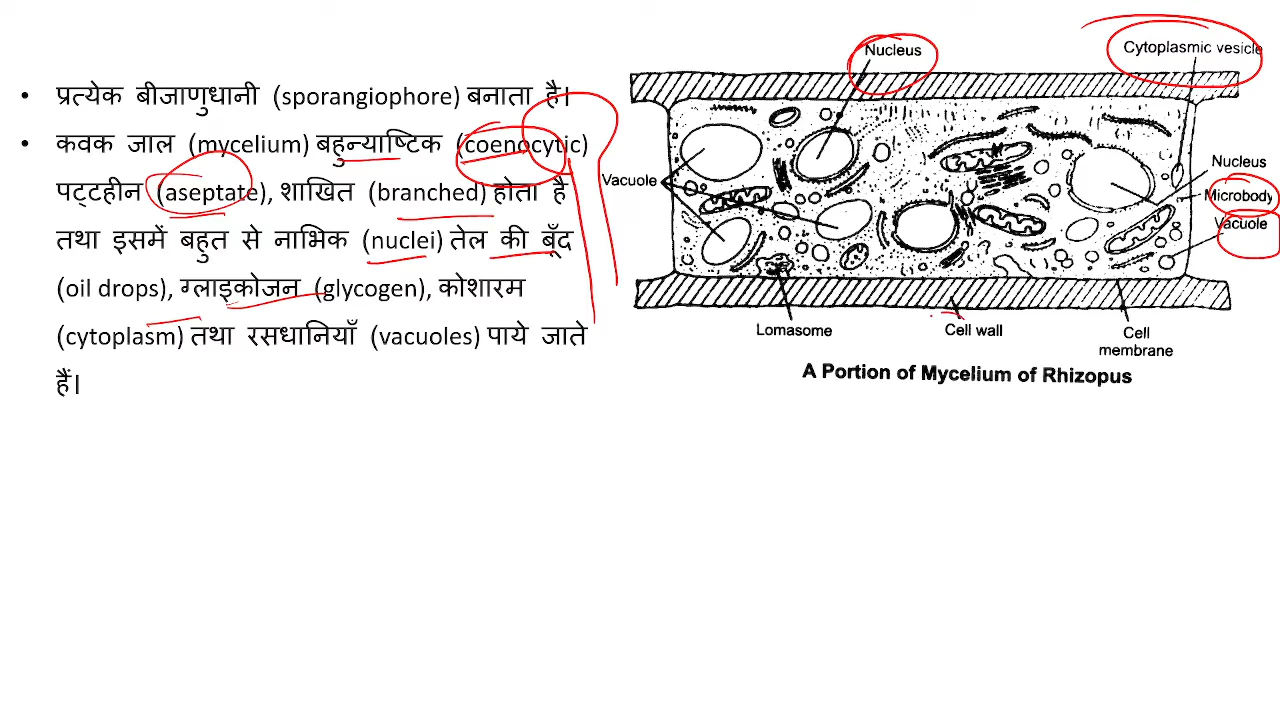 • प्रत्येक बीजाणुधानी (sporangiophore) बनाता है।
• कवक जाल (mycelium) बहुन्याष्टिक (coenocytic)
पट्टहीन (aseptate), शाखित (branched) होता है
तथा इसमें बहुत से नाभिक (nuclei) तेल की बूँद
(oil drops), ग्लाइकोजन (glycogen), कोशारम
(cytoplasm) तथा रसधानियाँ (vacuoles) पाये जाते
हैं।
Nucleus
Cytoplasmic vesicle
Vacuole
Nucleus
Microbody
Vacuole
Lomasome
Cell wall
Cell
membrane
A Portion of Mycelium of Rhizopus